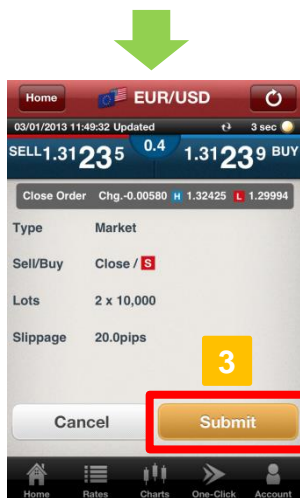 Home EUR/USD
03/01/2013 11:49:32 Updated 3 sec
SELL 1.31235 0.4 1.31239 BUY
Close Order Chg.-0.00580 H 1.32425 L 1.29994
Type Market
Sell/Buy Close / S
Lots 2 x 10,000
Slippage 20.0pips
3
Cancel Submit
Home Rates Charts One-Click Account